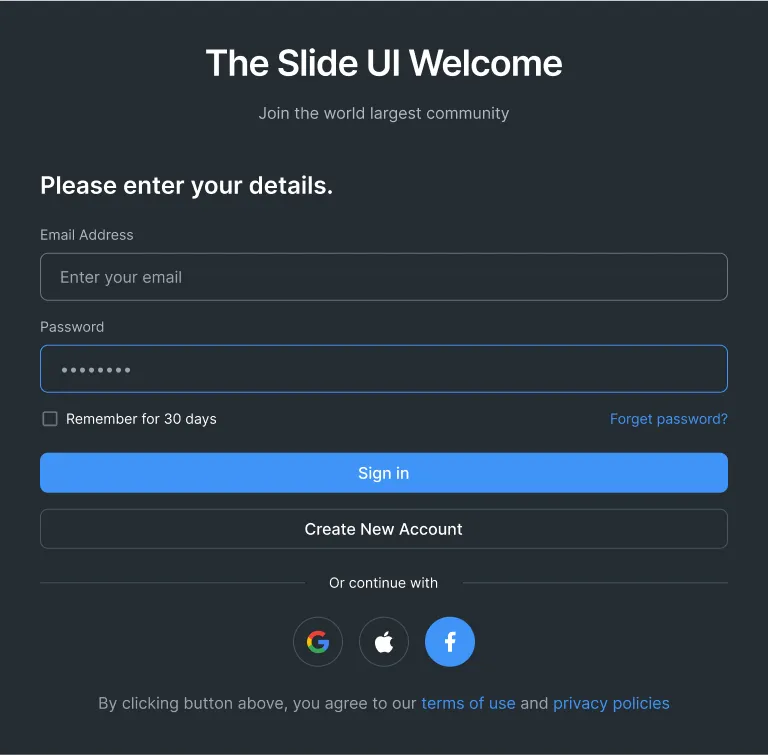 The Slide UI Welcome
Join the world largest community
Please enter your details.
Email Address
Enter your email
Password
••••••••
Remember for 30 days
Forget password?
Sign in
Create New Account
Or continue with
By clicking button above, you agree to our terms of use and privacy policies